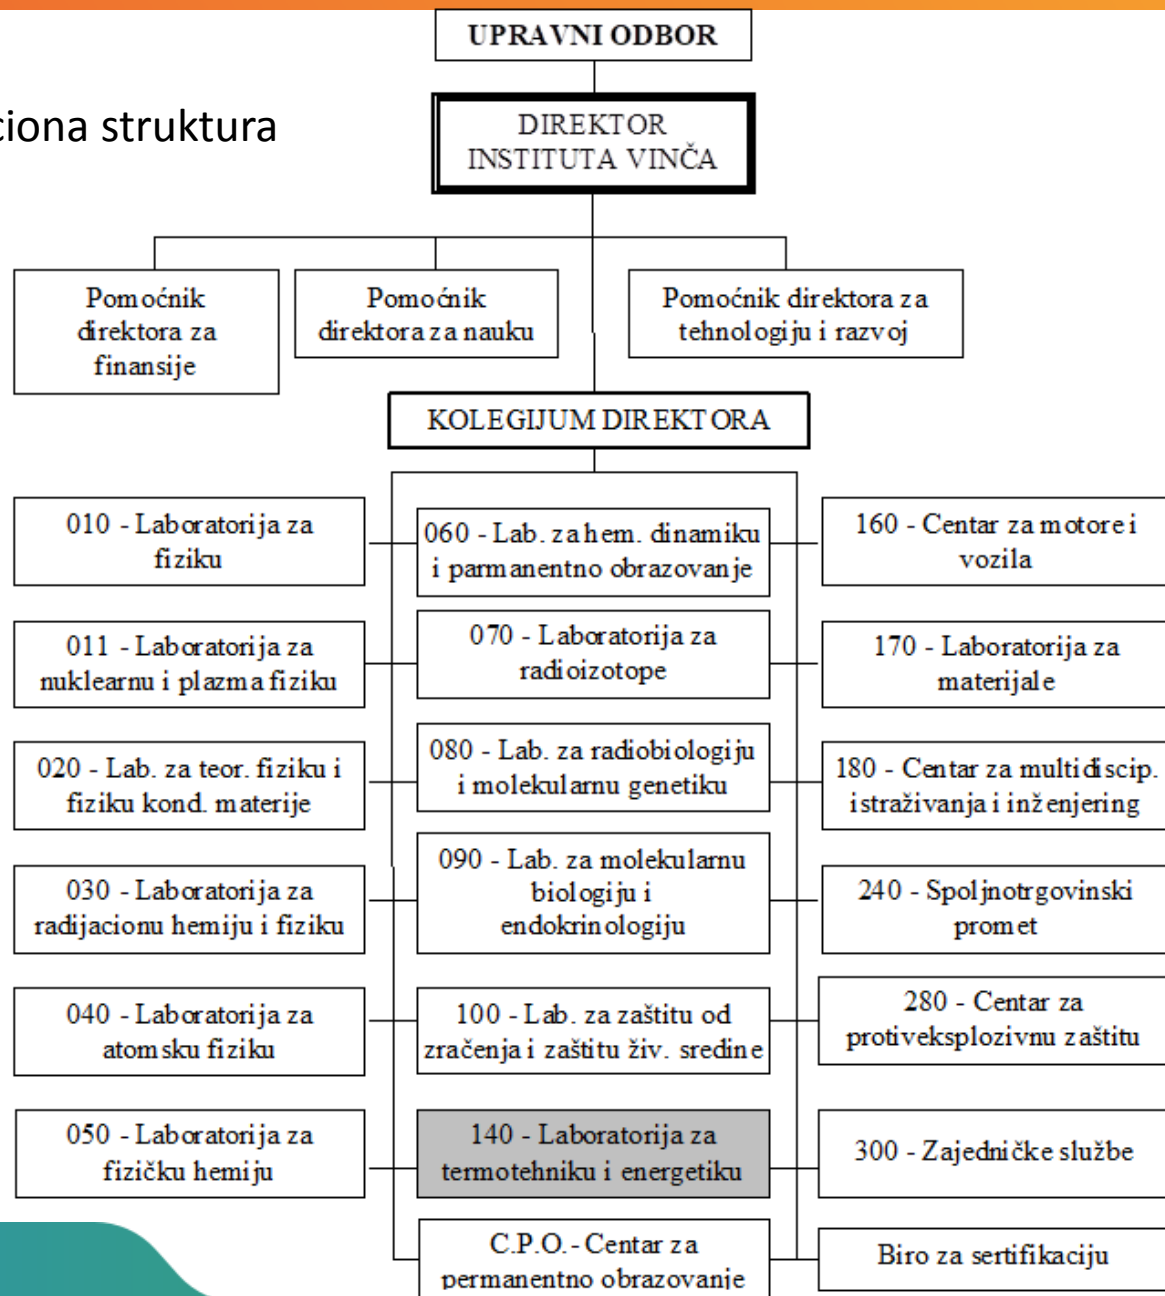 UPRAVNI ODBOR
ciona struktura
DIREKTOR
INSTITUTA VINČA
Pomoćnik
direktora za
finansije
Pomoćnik
direktora za nauku
Pomoćnik direktora za
tehnologiju i razvoj
KOLEGIJUM DIREKTORA
010 - Laboratorija za
fiziku
060 - Lab. za hem. dinamiku
i parmanentno obrazovanje
160 - Centar za motore i
vozila
011 - Laboratorija za
nuklearnu i plazma fiziku
070 - Laboratorija za
radioizotope
170 - Laboratorija za
materijale
020 - Lab. za teor. fiziku i
fiziku kond. materije
080 - Lab. za radiobiologiju
i molekularnu genetiku
180 - Centar za multidiscip.
istraživanja i inženjering
030 - Laboratorija za
radijacionu hemiju i fiziku
090 - Lab. za molekularnu
biologiju i
endokrinologiju
240 - Spoljnotrgovinski
promet
040 - Laboratorija za
atomsku fiziku
100 - Lab. za zaštitu od
zračenja i zaštitu živ. sredine
280 - Centar za
protiveksplozivnu zaštitu
050 - Laboratorija za
fizičku hemiju
140 - Laboratorija za
termotehniku i energetiku
300 - Zajedničke službe
C.P.O.- Centar za
permanentno obrazovanje
Biro za sertifikaciju